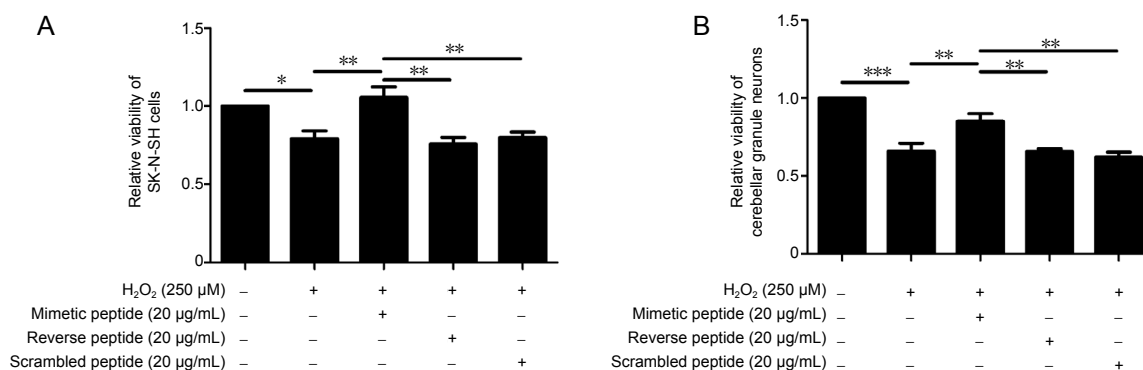 A
Relative viability of
SK-N-SH cells
1.5
1.0
0.5
0
*
**
**
**
H₂O₂ (250 μM) – + + + +
Mimetic peptide (20 μg/mL) – – + – –
Reverse peptide (20 μg/mL) – – – + –
Scrambled peptide (20 μg/mL) – – – – +
B
Relative viability of
cerebellar granule neurons
1.5
1.0
0.5
0
***
**
**
**
H₂O₂ (250 μM) – + + + +
Mimetic peptide (20 μg/mL) – – + – –
Reverse peptide (20 μg/mL) – – – + –
Scrambled peptide (20 μg/mL) – – – – +